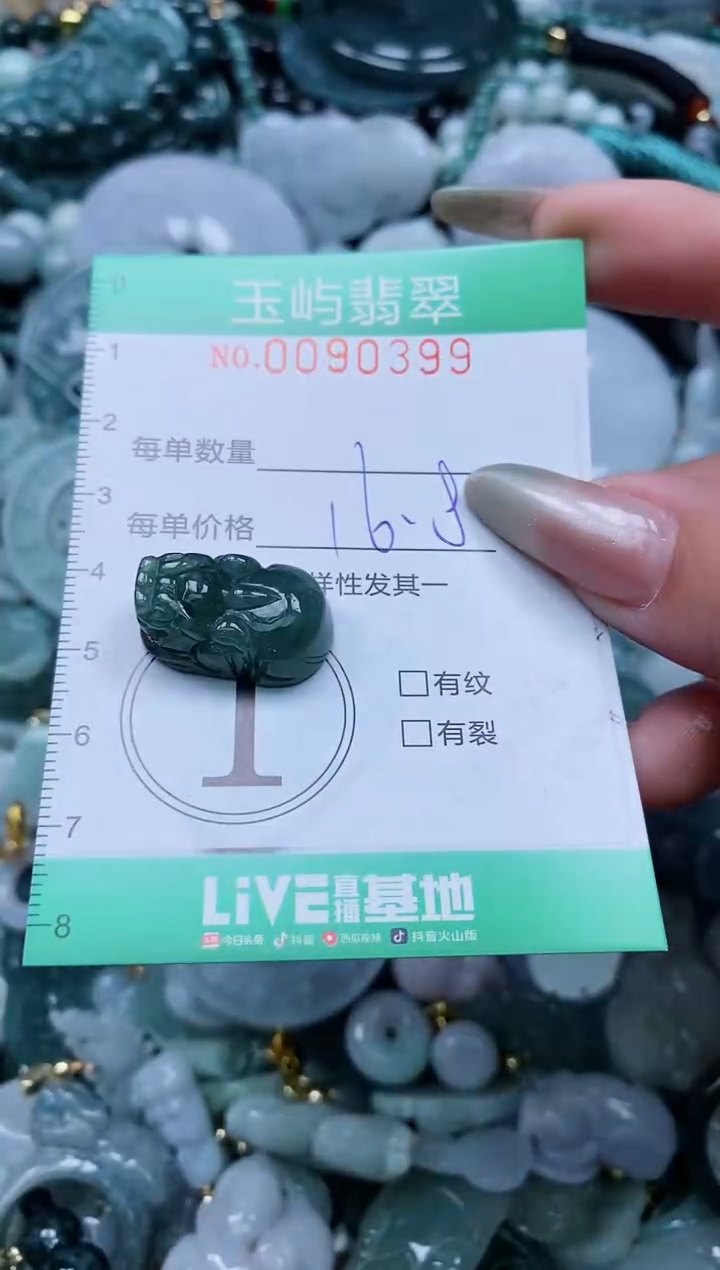 0
玉屿翡翠
1
NO.0090399
2
每单数量
3
每单价格 16.8
4
样性发其一
5
□有纹
6
□有裂
7
LiVE直播基地
8
今日头条 抖音 西瓜视频 抖音火山版